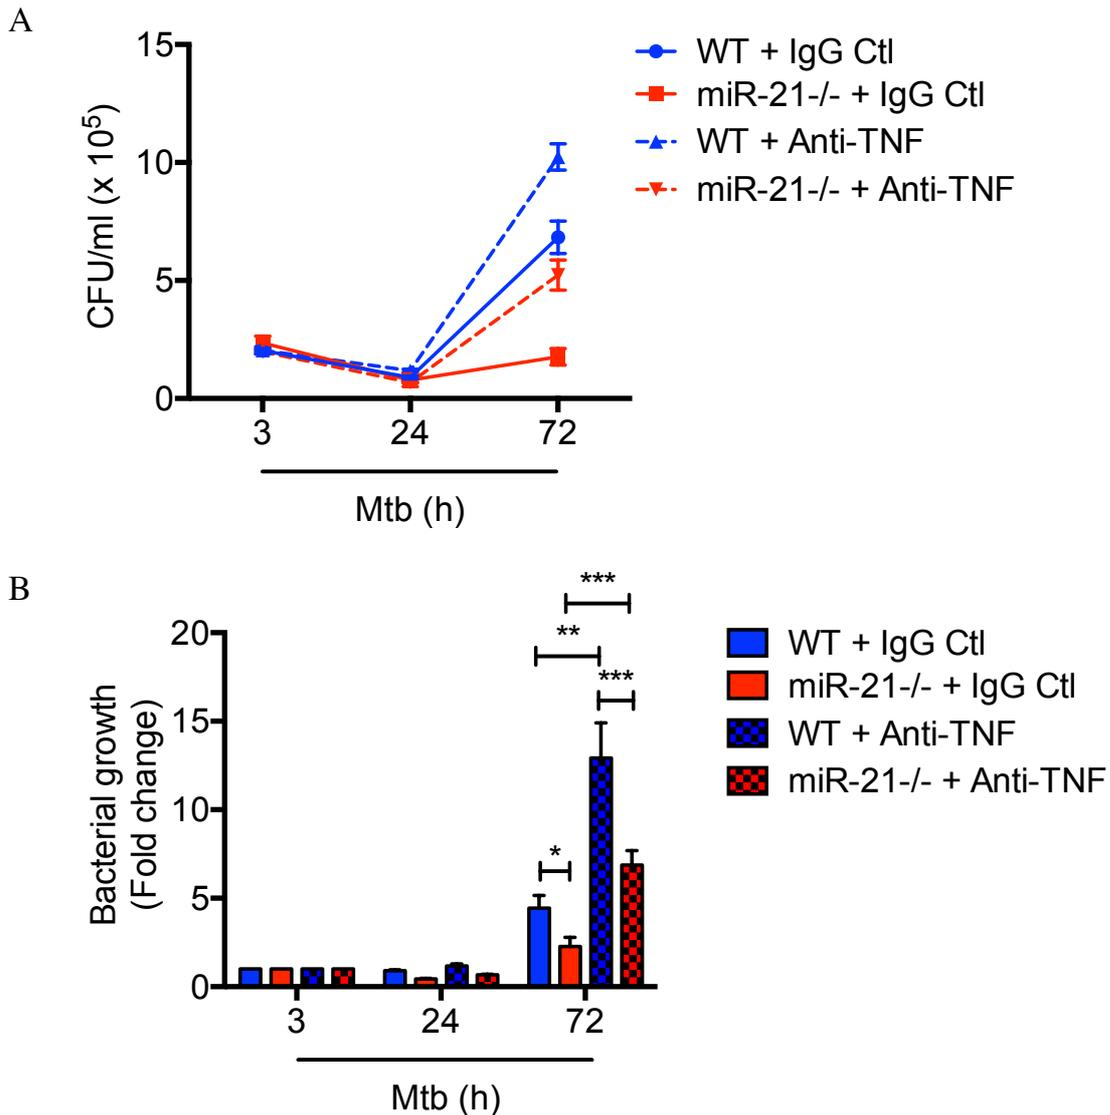 A
15
10
5
0
CFU/ml (x 10⁵)
3 24 72
Mtb (h)
WT + IgG Ctl
miR-21-/- + IgG Ctl
WT + Anti-TNF
miR-21-/- + Anti-TNF
B
20
15
10
5
0
Bacterial growth
(Fold change)
***
**
***
*
3 24 72
Mtb (h)
WT + IgG Ctl
miR-21-/- + IgG Ctl
WT + Anti-TNF
miR-21-/- + Anti-TNF